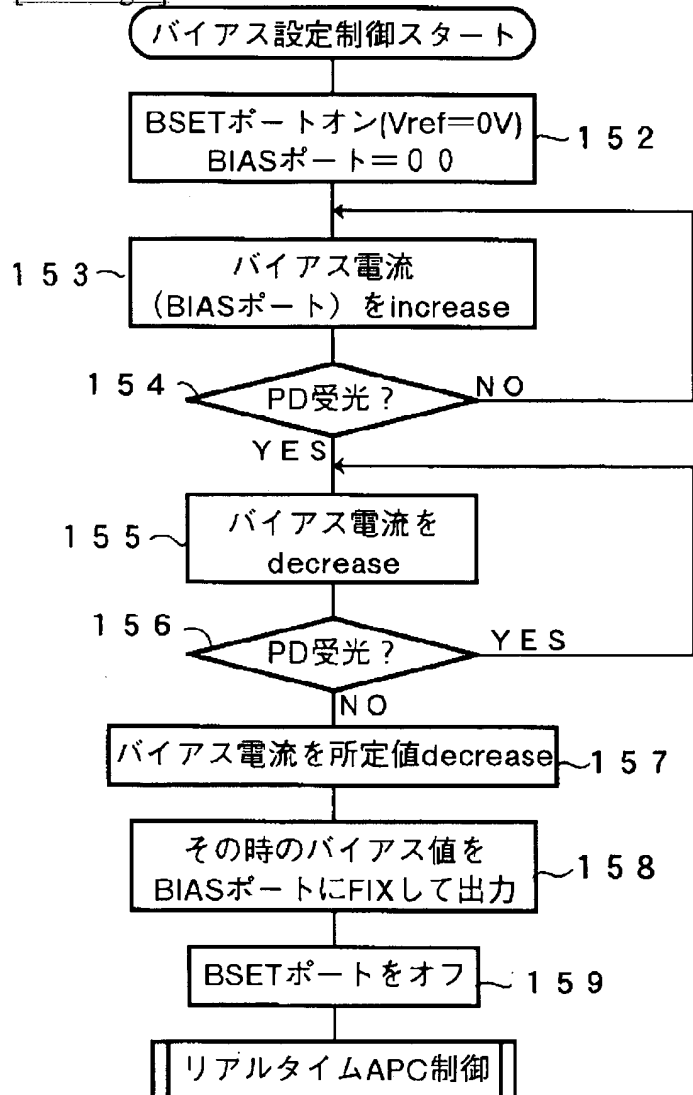 バイアス設定制御スタート
BSETポートオン(Vref=0V)
BIASポート=００
１５２
１５３
バイアス電流
（BIASポート）をincrease
１５４
PD受光？
ＮＯ
ＹＥＳ
１５５
バイアス電流を
decrease
１５６
PD受光？
ＹＥＳ
ＮＯ
バイアス電流を所定値decrease
１５７
その時のバイアス値を
BIASポートにFIXして出力
１５８
BSETポートをオフ
１５９
リアルタイムAPC制御